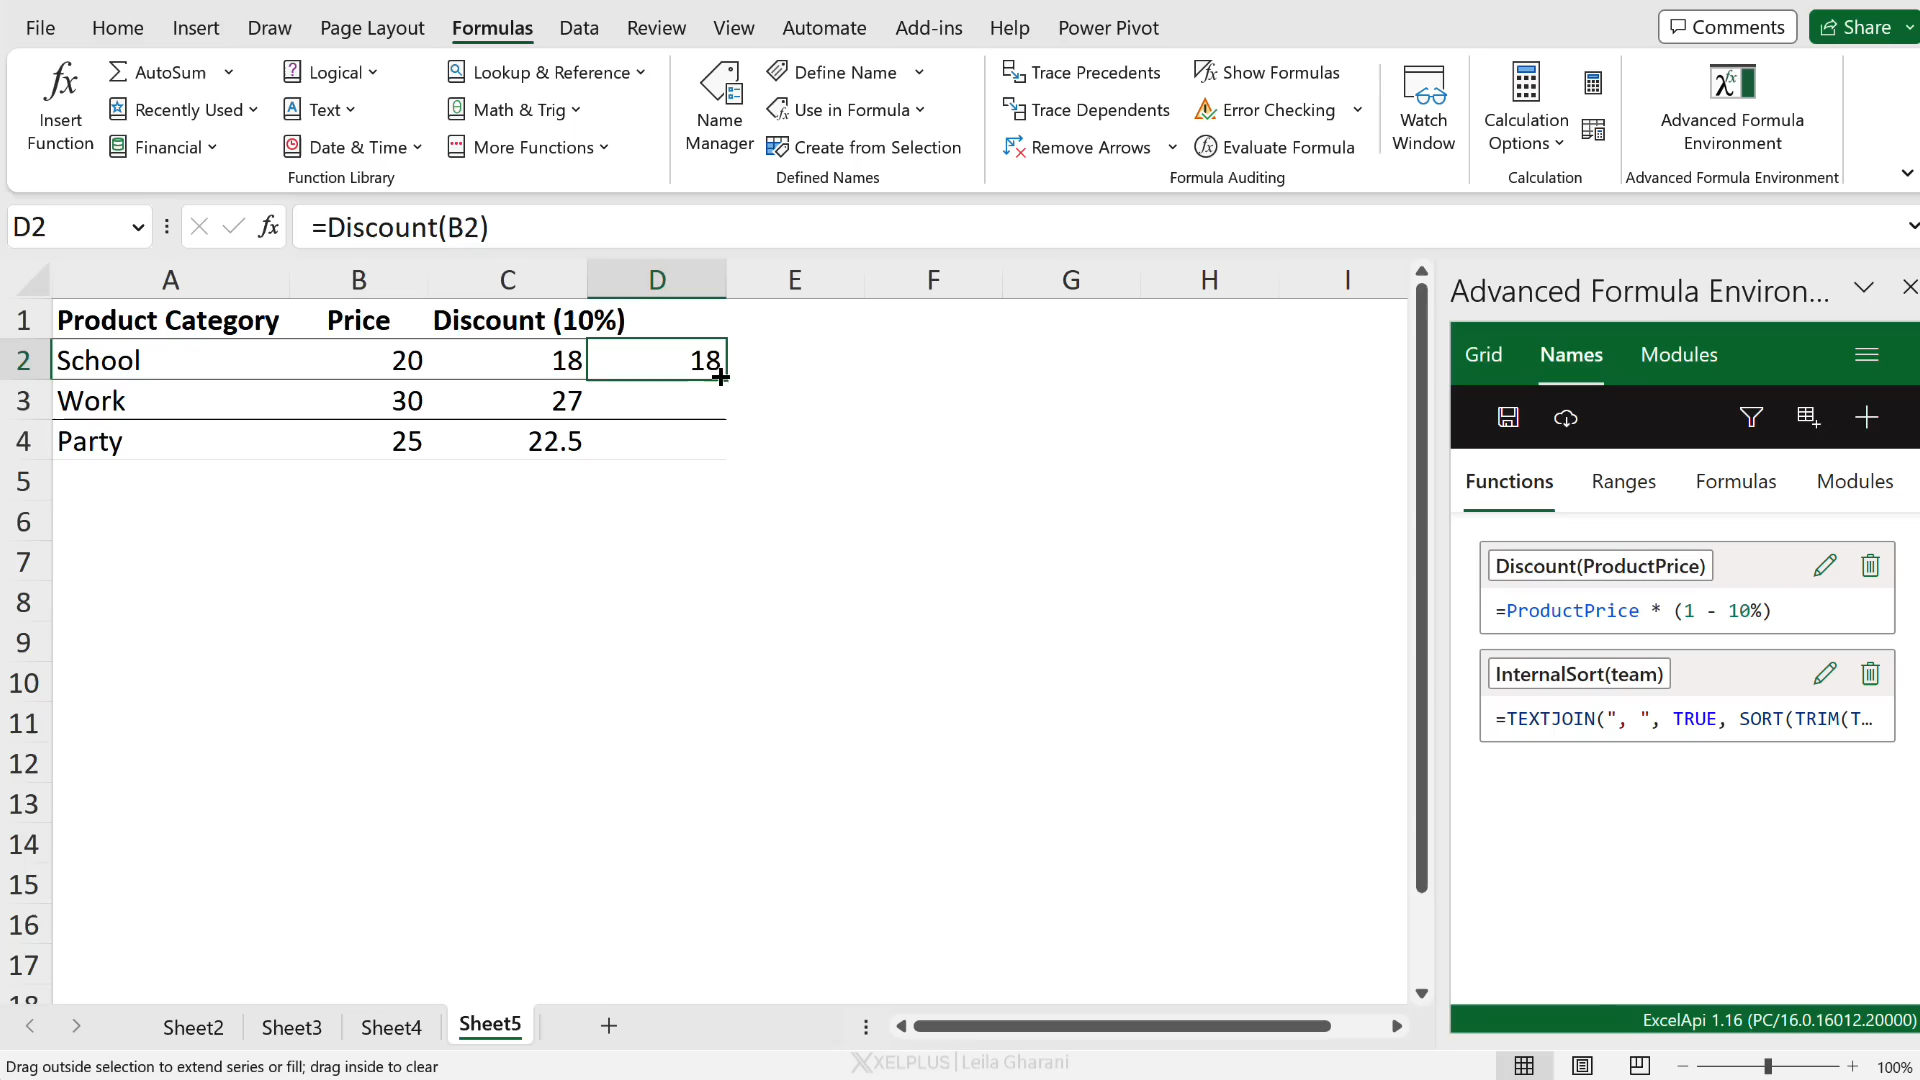 File Home Insert Draw Page Layout Formulas Data Review View Automate Add-ins Help Power Pivot Comments Share
fx Insert Function
AutoSum
Recently Used
Financial
Logical
Text
Date & Time
Lookup & Reference
Math & Trig
More Functions
Function Library
Name Manager
Define Name
Use in Formula
Create from Selection
Defined Names
Trace Precedents
Trace Dependents
Remove Arrows
Show Formulas
Error Checking
Evaluate Formula
Formula Auditing
Watch Window
Calculation Options
Calculation
Advanced Formula Environment
Advanced Formula Environment
D2 fx =Discount(B2)
A B C D E F G H I
1 Product Category Price Discount (10%)
2 School 20 18 18
3 Work 30 27
4 Party 25 22.5
5
6
7
8
9
10
11
12
13
14
15
16
17
18
Advanced Formula Environ...
Grid Names Modules
Functions Ranges Formulas Modules
Discount(ProductPrice)
=ProductPrice * (1 - 10%)
InternalSort(team)
=TEXTJOIN(", ", TRUE, SORT(TRIM(T...
ExcelApi 1.16 (PC/16.0.16012.20000)
Sheet2 Sheet3 Sheet4 Sheet5
Drag outside selection to extend series or fill; drag inside to clear
XELPLUS | Leila Gharani
100%